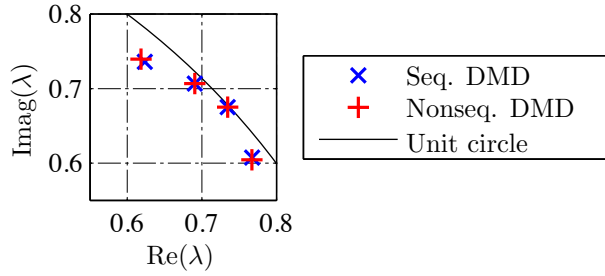 0.8
0.7
0.6
Imag(λ)
0.6
0.7
0.8
Re(λ)
Seq. DMD
Nonseq. DMD
Unit circle